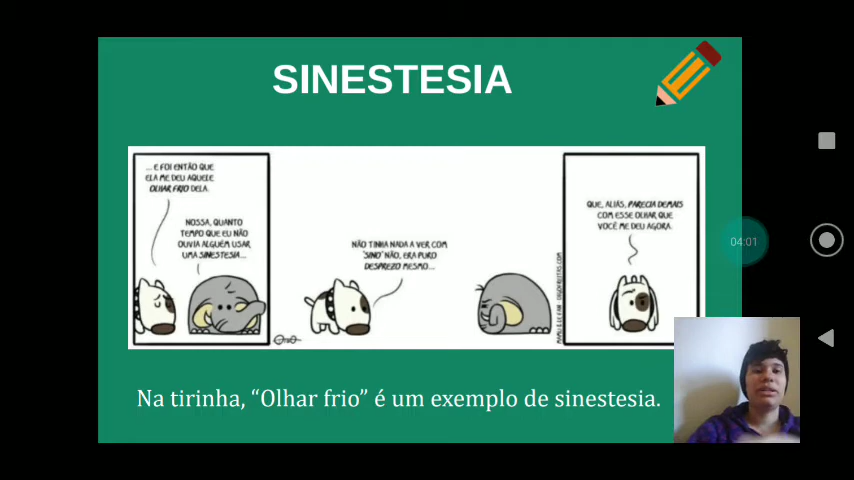 SINESTESIA
... E FOI ENTÃO QUE
ELA ME DEU AQUELE
OLHAR FRIO DELA.
NOSSA, QUANTO
TEMPO QUE EU NÃO
OUVIA ALGUÉM USAR
UMA SINESTESIA...
NÃO TINHA NADA A VER COM
'SINO' NÃO, ERA PURO
DESPREZO MESMO...
QUE, ALIÁS, PARECIA DEMAIS
COM ESSE OLHAR QUE
VOCÊ ME DEU AGORA.
04:01
Na tirinha, “Olhar frio” é um exemplo de sinestesia.